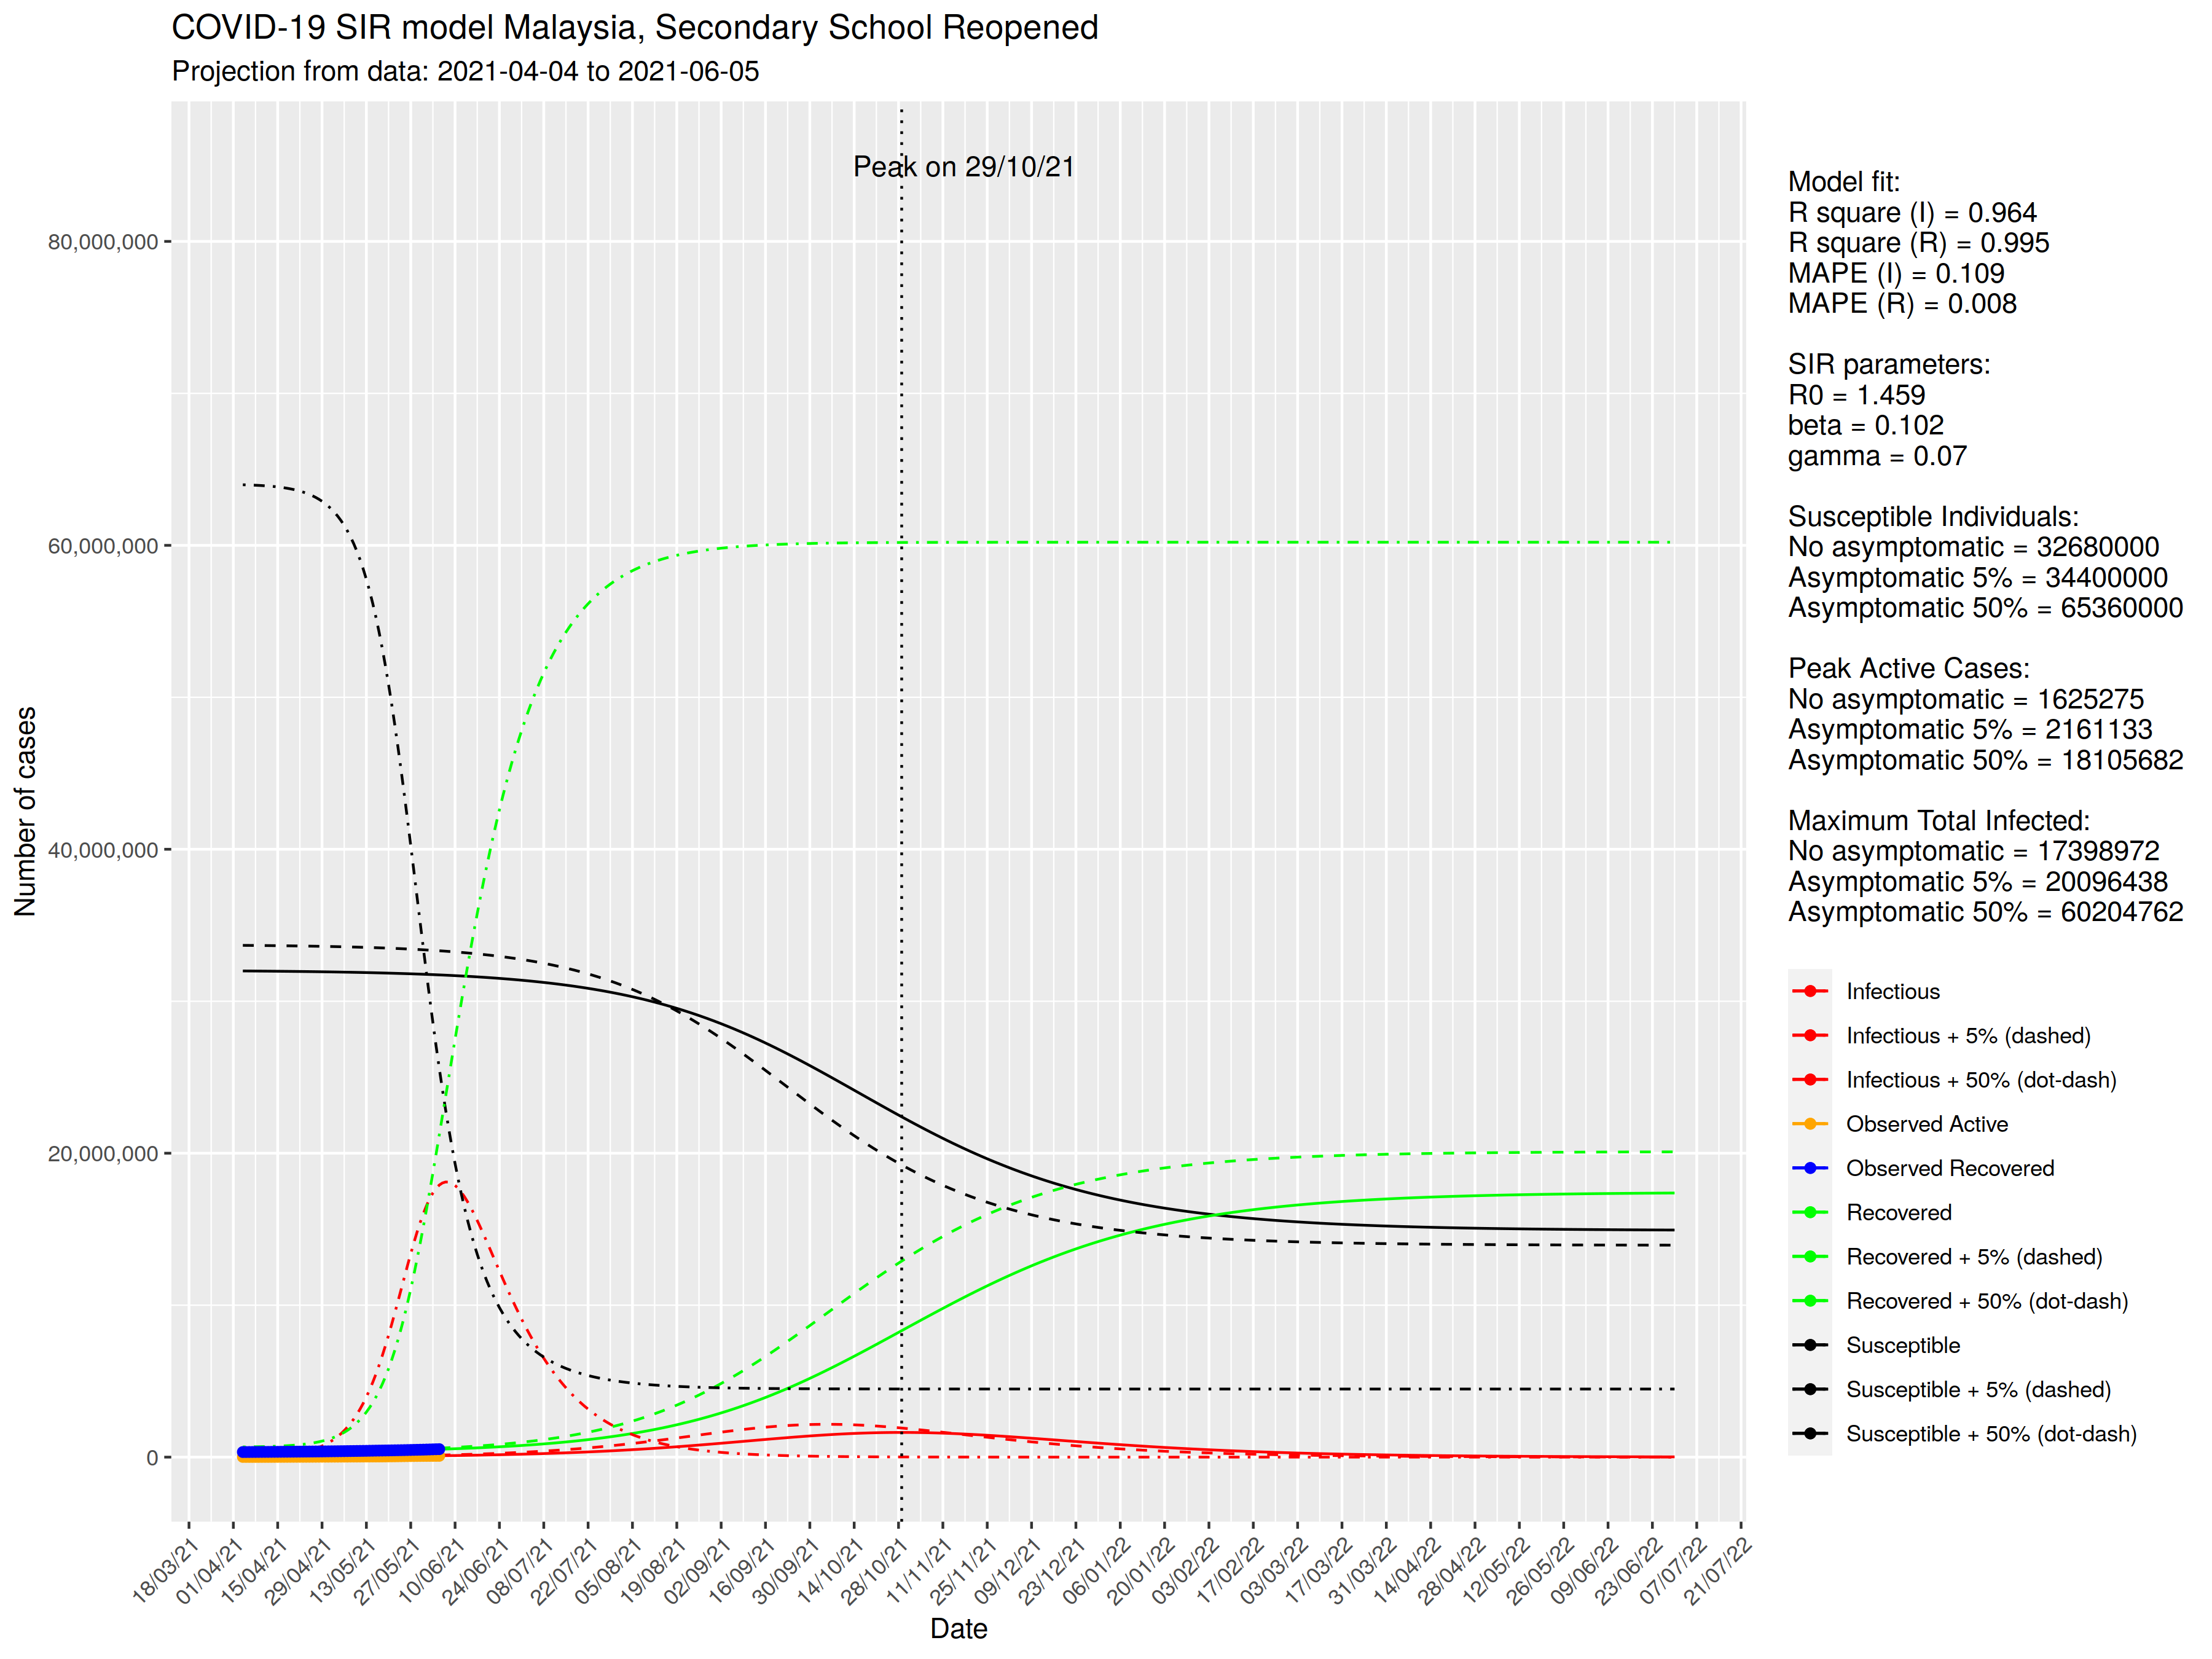 COVID-19 SIR model Malaysia, Secondary School Reopened
Projection from data: 2021-04-04 to 2021-06-05
Peak on 29/10/21
Number of cases
80,000,000
60,000,000
40,000,000
20,000,000
0
18/03/21
01/04/21
15/04/21
29/04/21
13/05/21
27/05/21
10/06/21
24/06/21
08/07/21
22/07/21
05/08/21
19/08/21
02/09/21
16/09/21
30/09/21
14/10/21
28/10/21
11/11/21
25/11/21
09/12/21
23/12/21
06/01/22
20/01/22
03/02/22
17/02/22
03/03/22
17/03/22
31/03/22
14/04/22
28/04/22
12/05/22
26/05/22
09/06/22
23/06/22
07/07/22
21/07/22
Date
Model fit:
R square (I) = 0.964
R square (R) = 0.995
MAPE (I) = 0.109
MAPE (R) = 0.008
SIR parameters:
R0 = 1.459
beta = 0.102
gamma = 0.07
Susceptible Individuals:
No asymptomatic = 32680000
Asymptomatic 5% = 34400000
Asymptomatic 50% = 65360000
Peak Active Cases:
No asymptomatic = 1625275
Asymptomatic 5% = 2161133
Asymptomatic 50% = 18105682
Maximum Total Infected:
No asymptomatic = 17398972
Asymptomatic 5% = 20096438
Asymptomatic 50% = 60204762
Infectious
Infectious + 5% (dashed)
Infectious + 50% (dot-dash)
Observed Active
Observed Recovered
Recovered
Recovered + 5% (dashed)
Recovered + 50% (dot-dash)
Susceptible
Susceptible + 5% (dashed)
Susceptible + 50% (dot-dash)